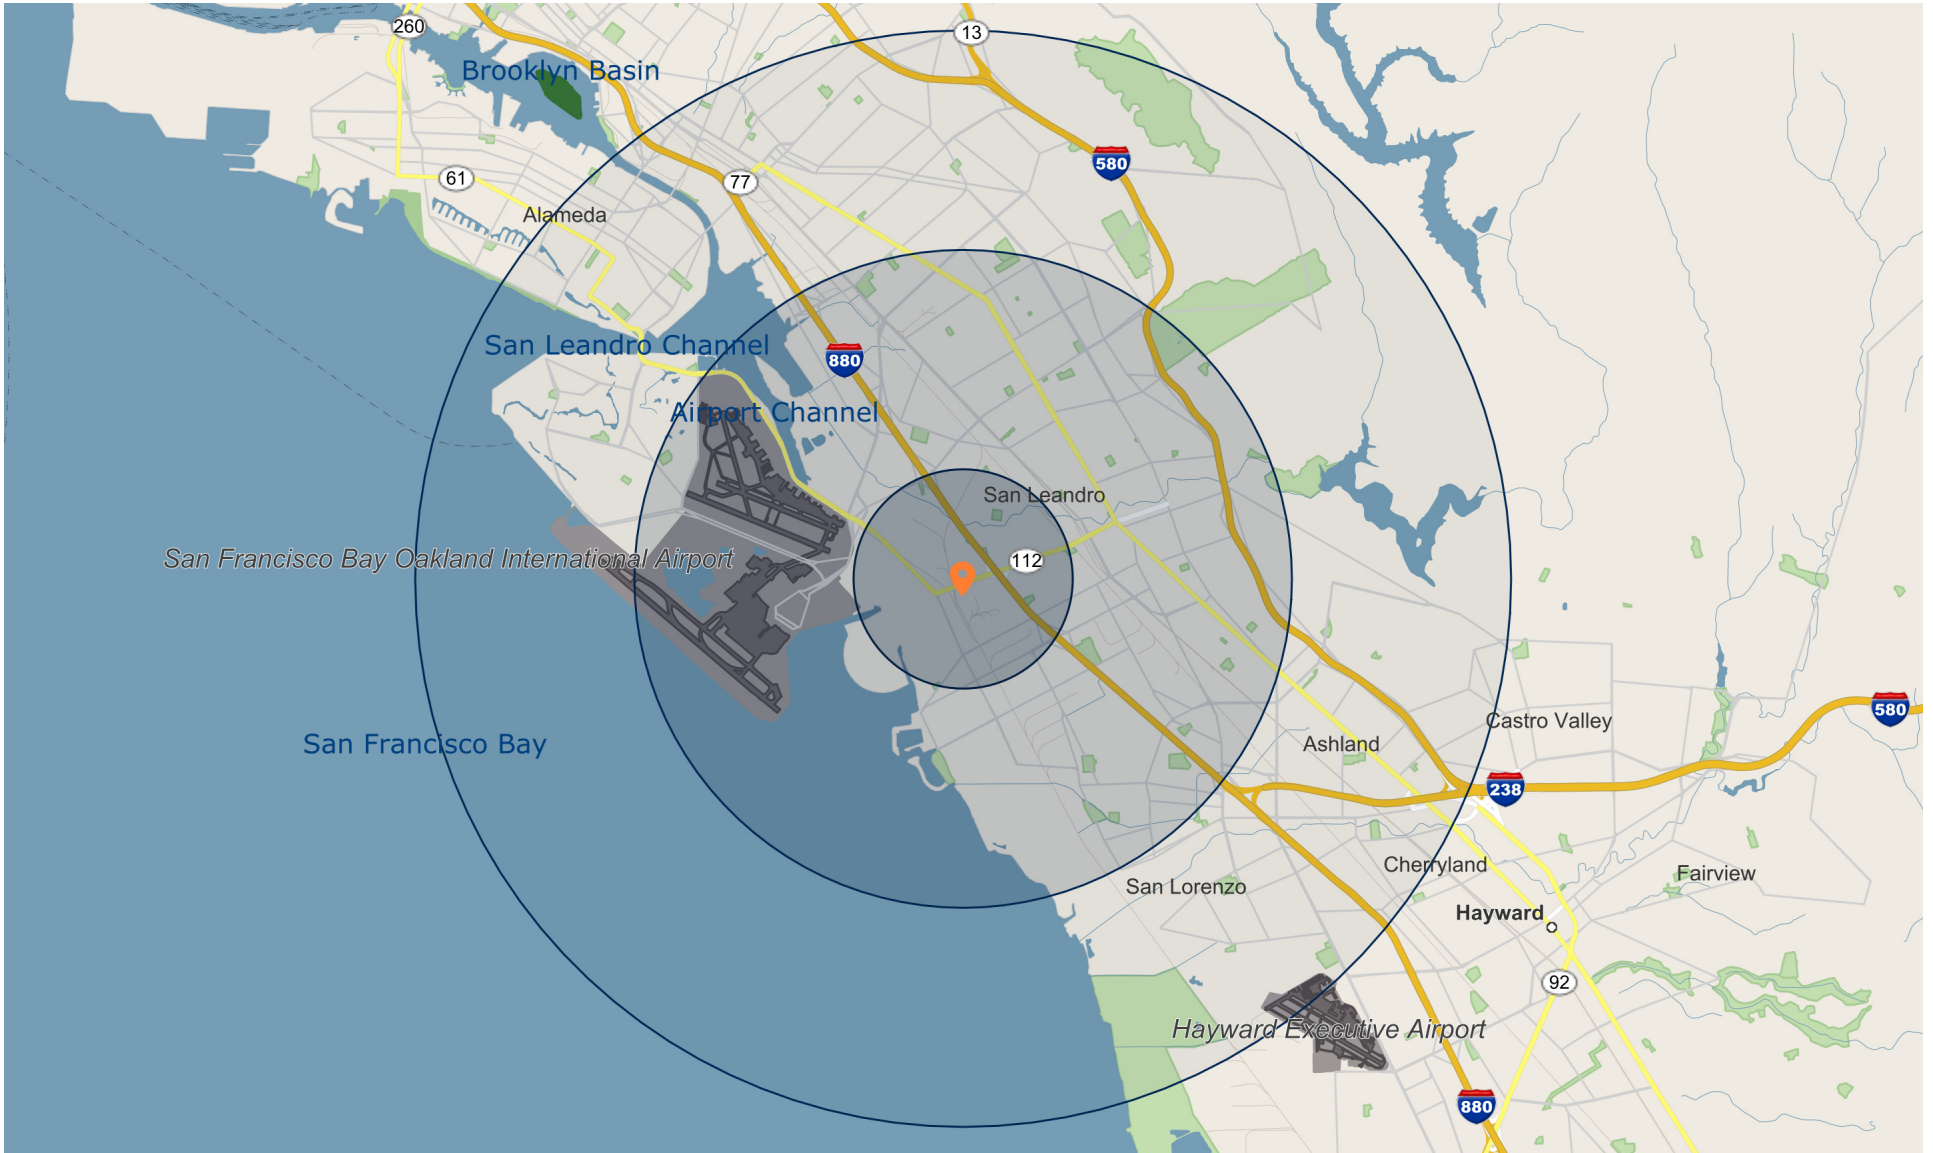 260
13
Brooklyn Basin
580
61
77
Alameda
San Leandro Channel
880
Airport Channel
San Leandro
San Francisco Bay Oakland International Airport
112
580
Castro Valley
San Francisco Bay
Ashland
238
Cherryland
Fairview
San Lorenzo
Hayward
92
Hayward Executive Airport
880